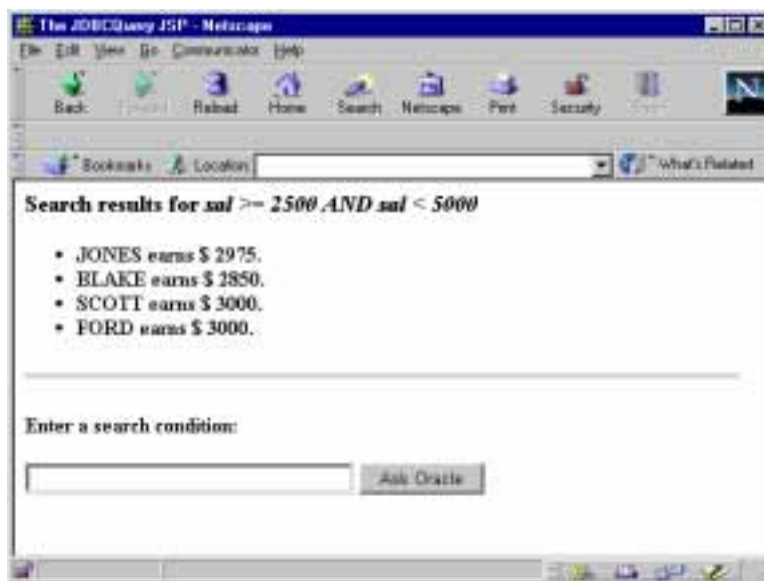 The JDBCQuery JSP - Netscape
File Edit View Go Communicator Help
Back Forward Reload Home Search Netscape Print Security
Bookmarks Location: What's Related
Search results for sal >= 2500 AND sal < 5000
• JONES earns $ 2975.
• BLAKE earns $ 2850.
• SCOTT earns $ 3000.
• FORD earns $ 3000.
Enter a search condition:
Ask Oracle